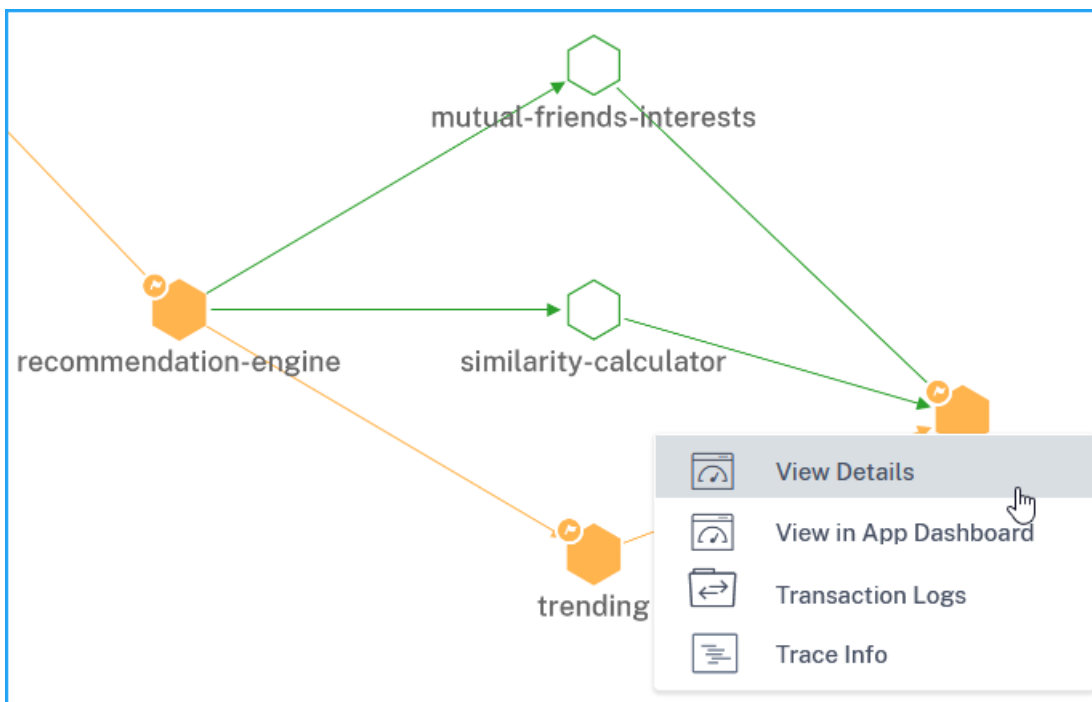 mutual-friends-interests
recommendation-engine
similarity-calculator
trending
View Details
View in App Dashboard
Transaction Logs
Trace Info